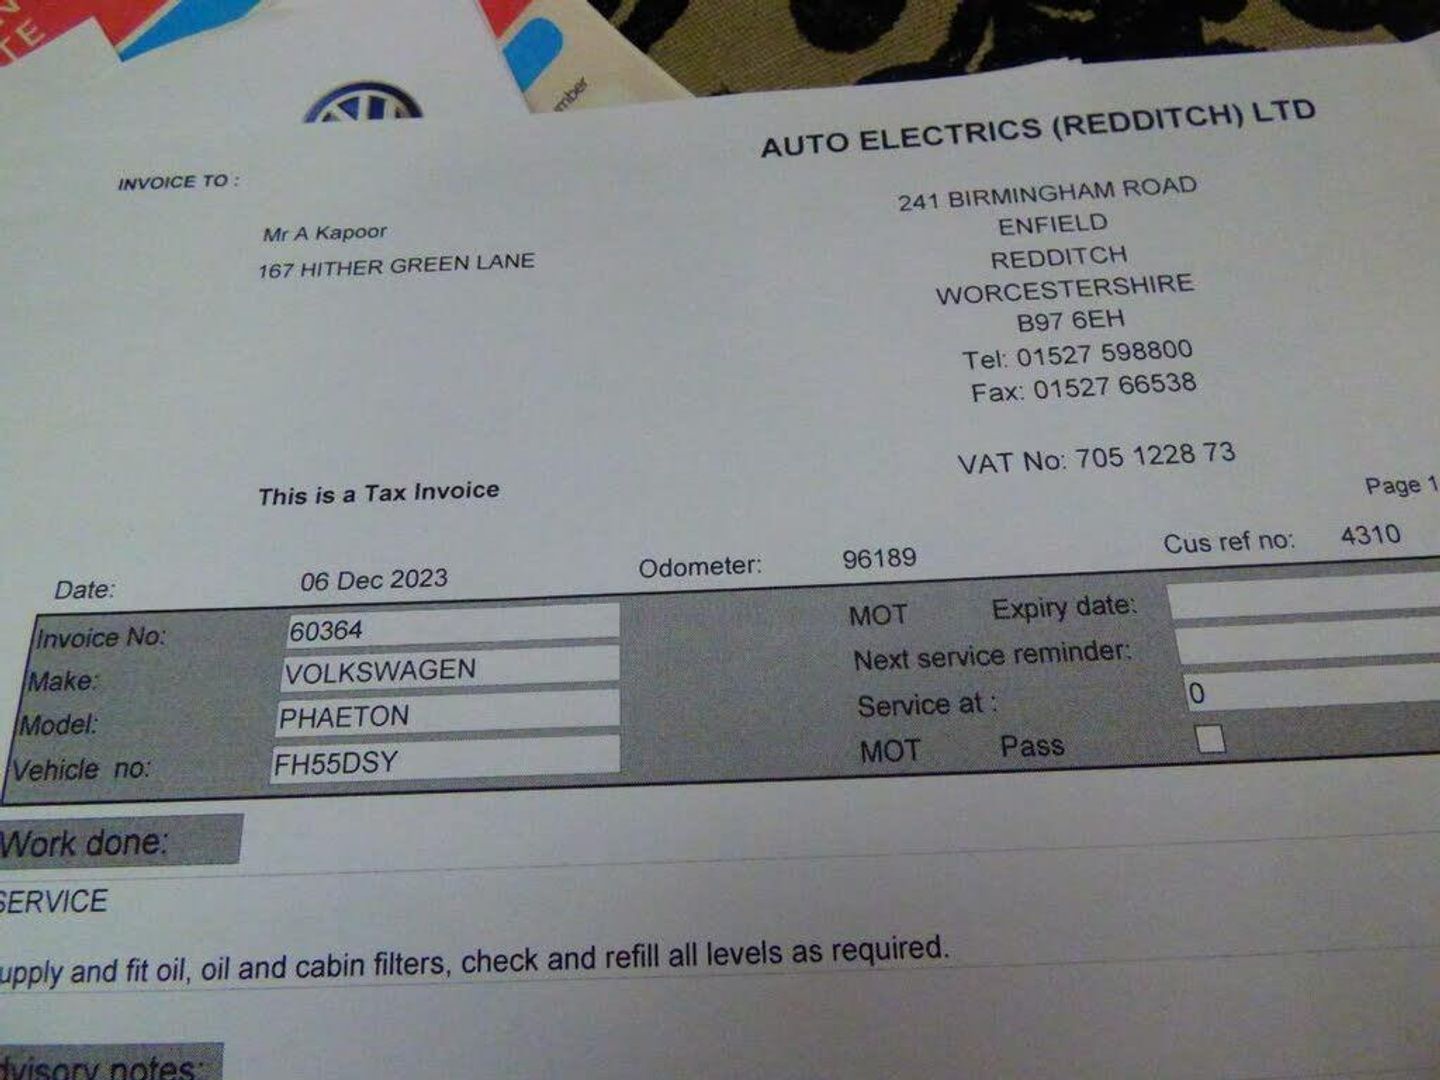 N
TE
mber
AUTO ELECTRICS (REDDITCH) LTD
INVOICE TO :
241 BIRMINGHAM ROAD
Mr A Kapoor
ENFIELD
167 HITHER GREEN LANE
REDDITCH
WORCESTERSHIRE
B97 6EH
Tel: 01527 598800
Fax: 01527 66538
VAT No: 705 1228 73
This is a Tax Invoice
Page 1
Date: 06 Dec 2023 Odometer: 96189 Cus ref no: 4310
Invoice No: 60364 MOT Expiry date:
Make: VOLKSWAGEN Next service reminder:
Model: PHAETON Service at : 0
Vehicle no: FH55DSY MOT Pass
Work done:
SERVICE
upply and fit oil, oil and cabin filters, check and refill all levels as required.
dvisory notes: